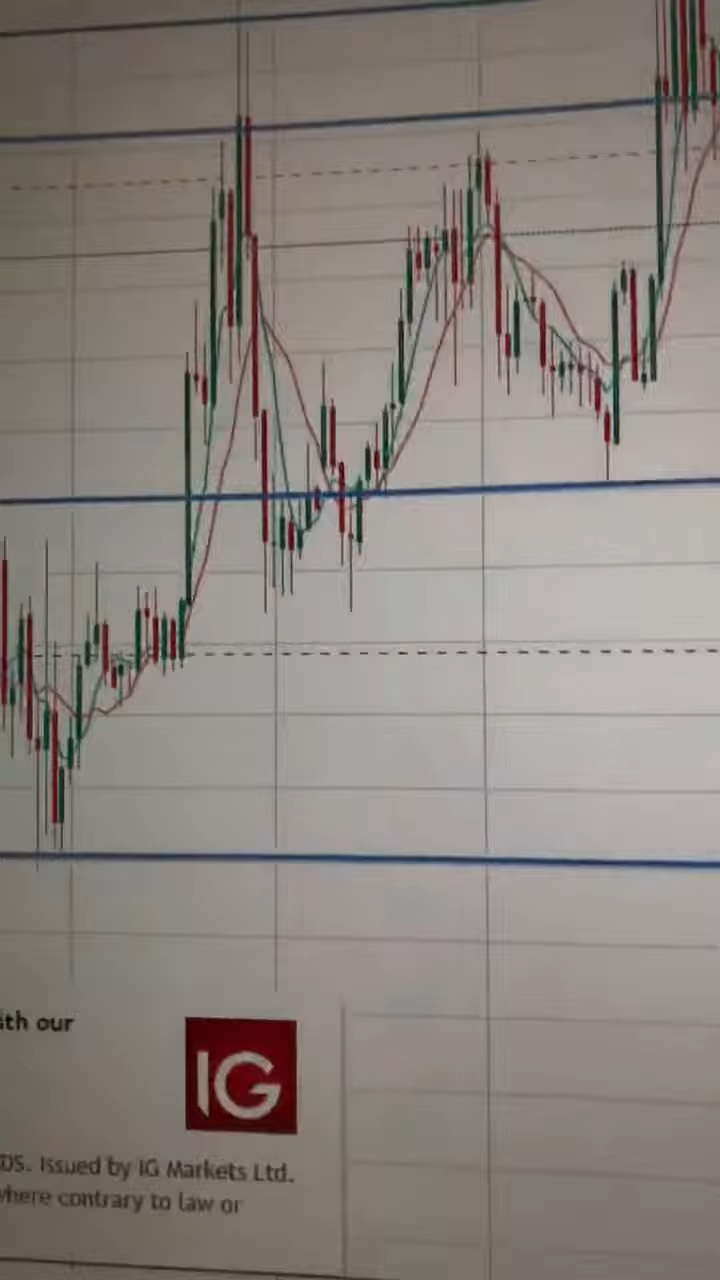 ith our
IG
DS. Issued by IG Markets Ltd.
where contrary to law or